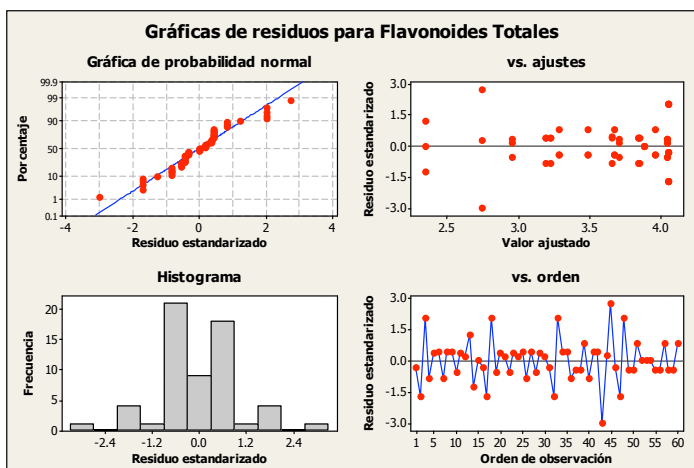 Gráficas de residuos para Flavonoides Totales
Gráfica de probabilidad normal
Porcentaje
99.9
99
90
50
10
1
0.1
-4 -2 0 2 4
Residuo estandarizado
vs. ajustes
Residuo estandarizado
3.0
1.5
0.0
-1.5
-3.0
2.5 3.0 3.5 4.0
Valor ajustado
Histograma
Frecuencia
20
15
10
5
0
-2.4 -1.2 0.0 1.2 2.4
Residuo estandarizado
vs. orden
Residuo estandarizado
3.0
1.5
0.0
-1.5
-3.0
1 5 10 15 20 25 30 35 40 45 50 55 60
Orden de observación